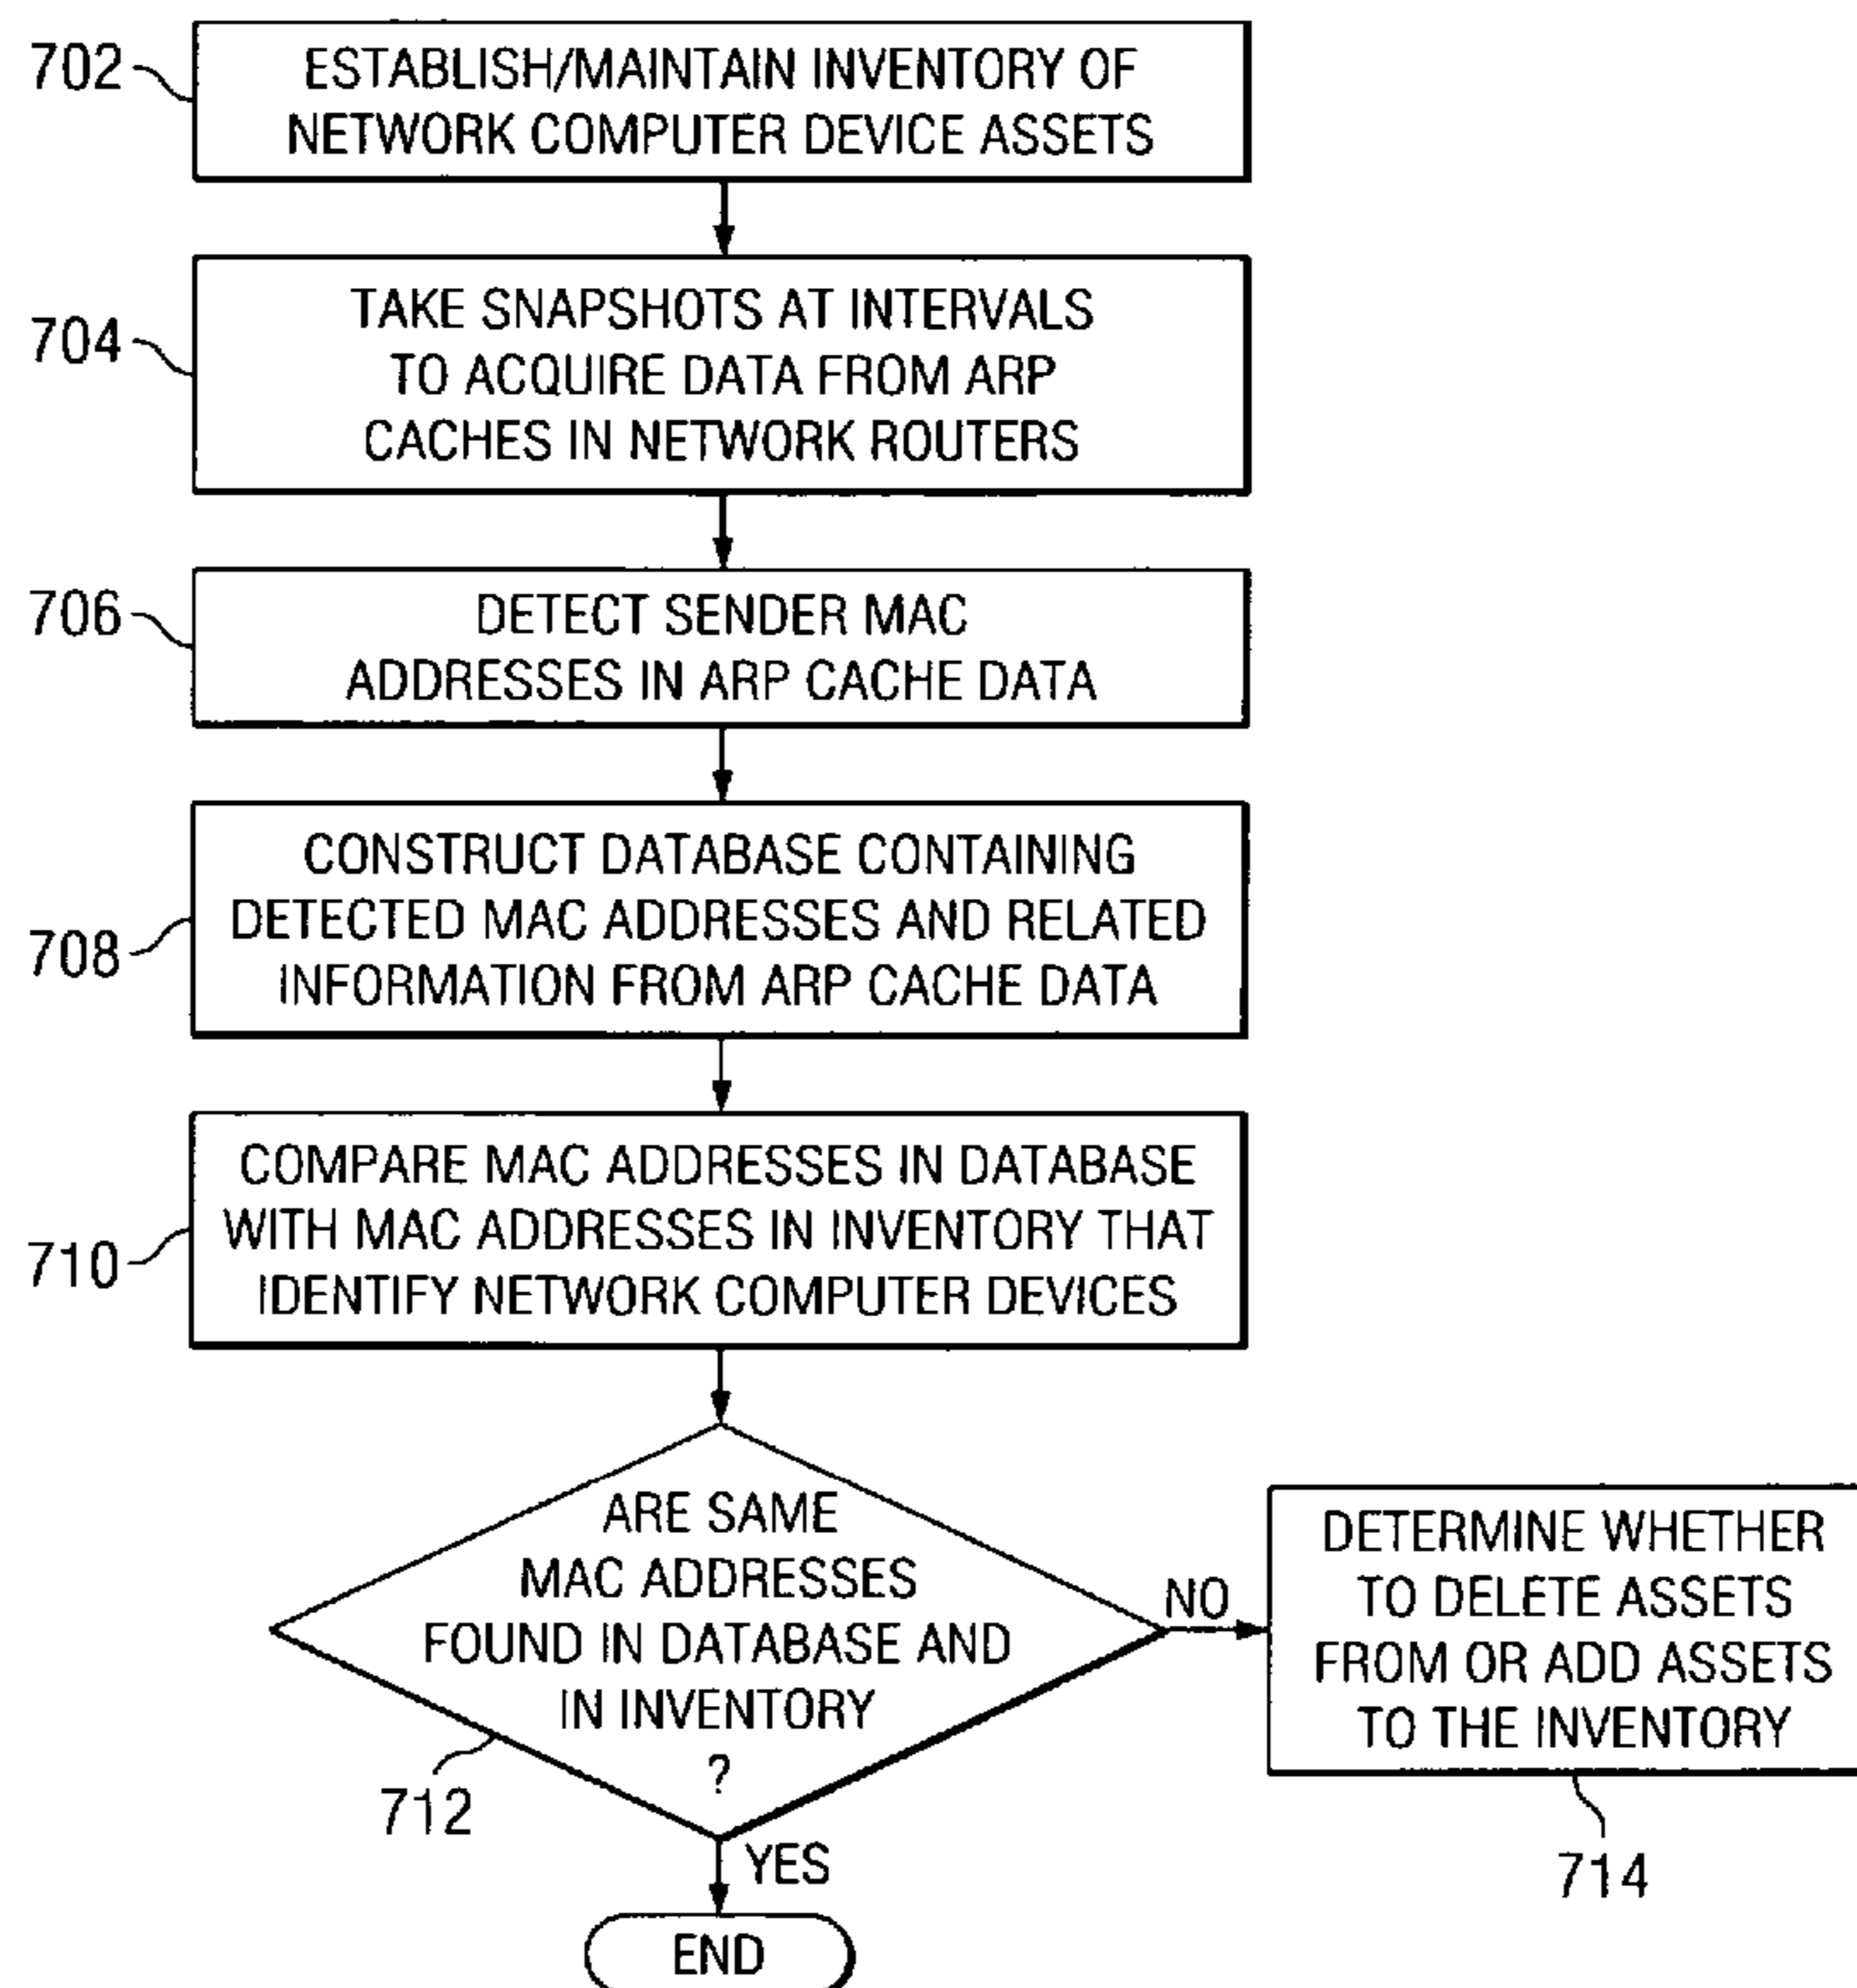 702
ESTABLISH/MAINTAIN INVENTORY OF
NETWORK COMPUTER DEVICE ASSETS
704
TAKE SNAPSHOTS AT INTERVALS
TO ACQUIRE DATA FROM ARP
CACHES IN NETWORK ROUTERS
706
DETECT SENDER MAC
ADDRESSES IN ARP CACHE DATA
708
CONSTRUCT DATABASE CONTAINING
DETECTED MAC ADDRESSES AND RELATED
INFORMATION FROM ARP CACHE DATA
710
COMPARE MAC ADDRESSES IN DATABASE
WITH MAC ADDRESSES IN INVENTORY THAT
IDENTIFY NETWORK COMPUTER DEVICES
ARE SAME
MAC ADDRESSES
FOUND IN DATABASE AND
IN INVENTORY
?
712
NO
DETERMINE WHETHER
TO DELETE ASSETS
FROM OR ADD ASSETS
TO THE INVENTORY
714
YES
END